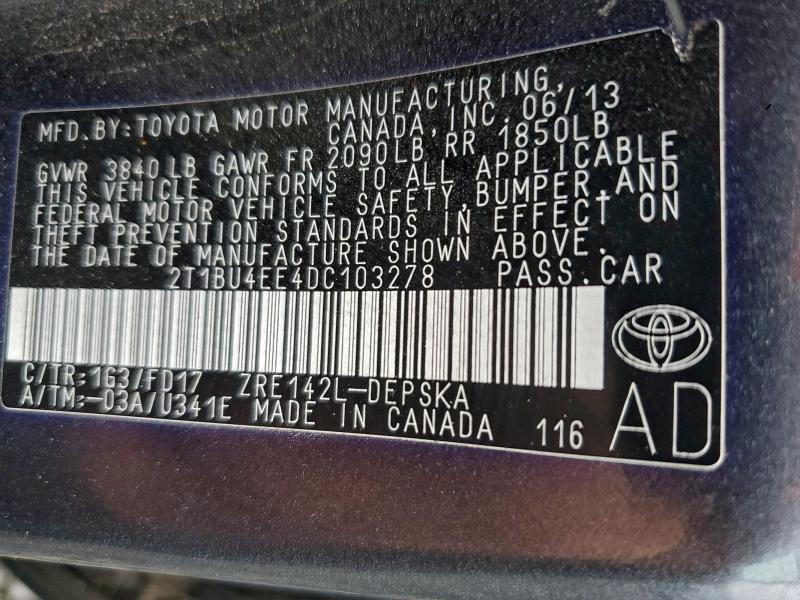 MFD. BY: TOYOTA MOTOR MANUFACTURING,
CANADA, INC. 06/13
GVWR 3840LB GAWR FR 2090LB RR 1850LB
THIS VEHICLE CONFORMS TO ALL APPLICABLE
FEDERAL MOTOR VEHICLE SAFETY,BUMPER,AND
THEFT PREVENTION STANDARDS IN EFFECT ON
THE DATE OF MANUFACTURE SHOWN ABOVE.
2T1BU4EE4DC103278 PASS.CAR
C/TR:1G3/FD17 ZRE142L-DEPSKA
A/TM:-03A/U341E MADE IN CANADA 116
AD